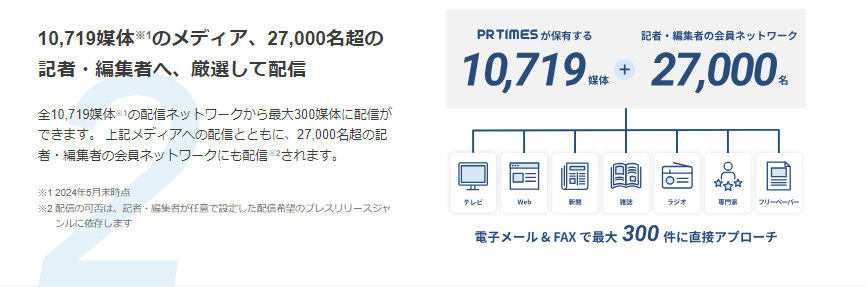 10,719媒体※1のメディア、27,000名超の
記者・編集者へ、厳選して配信
全10,719媒体※1の配信ネットワークから最大300媒体に配信が
できます。 上記メディアへの配信とともに、27,000名超の記
者・編集者の会員ネットワークにも配信※2されます。
※1 2024年5月末時点
※2 配信の可否は、記者・編集者が任意で設定した配信希望のプレスリリースジャ
ンルに依存します
2
PR TIMES が保有する
10,719 媒体
+
記者・編集者の会員ネットワーク
27,000 名
テレビ
Web
新聞
雑誌
ラジオ
専門家
フリーペーパー
電子メール & FAX で最大 300 件に直接アプローチ